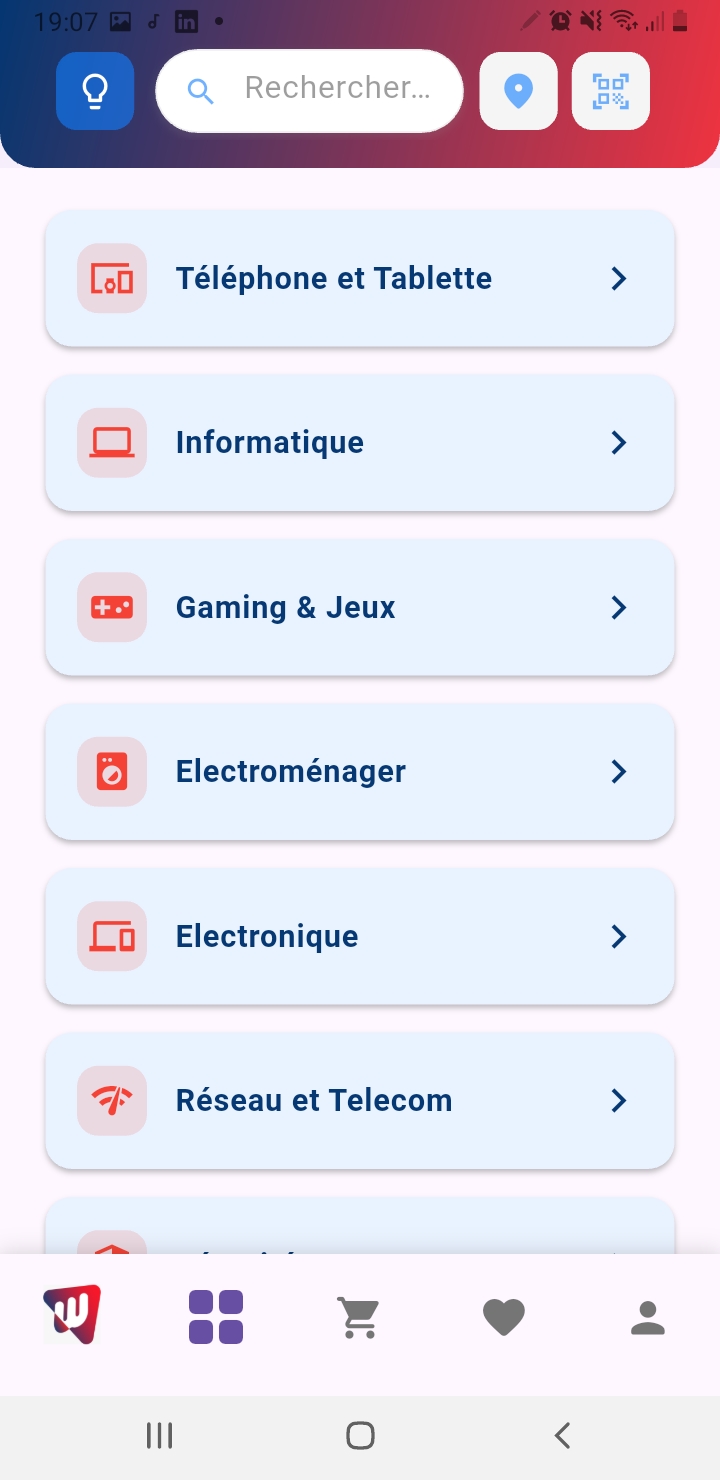 19:07
Rechercher...
Téléphone et Tablette
Informatique
Gaming & Jeux
Electroménager
Electronique
Réseau et Telecom